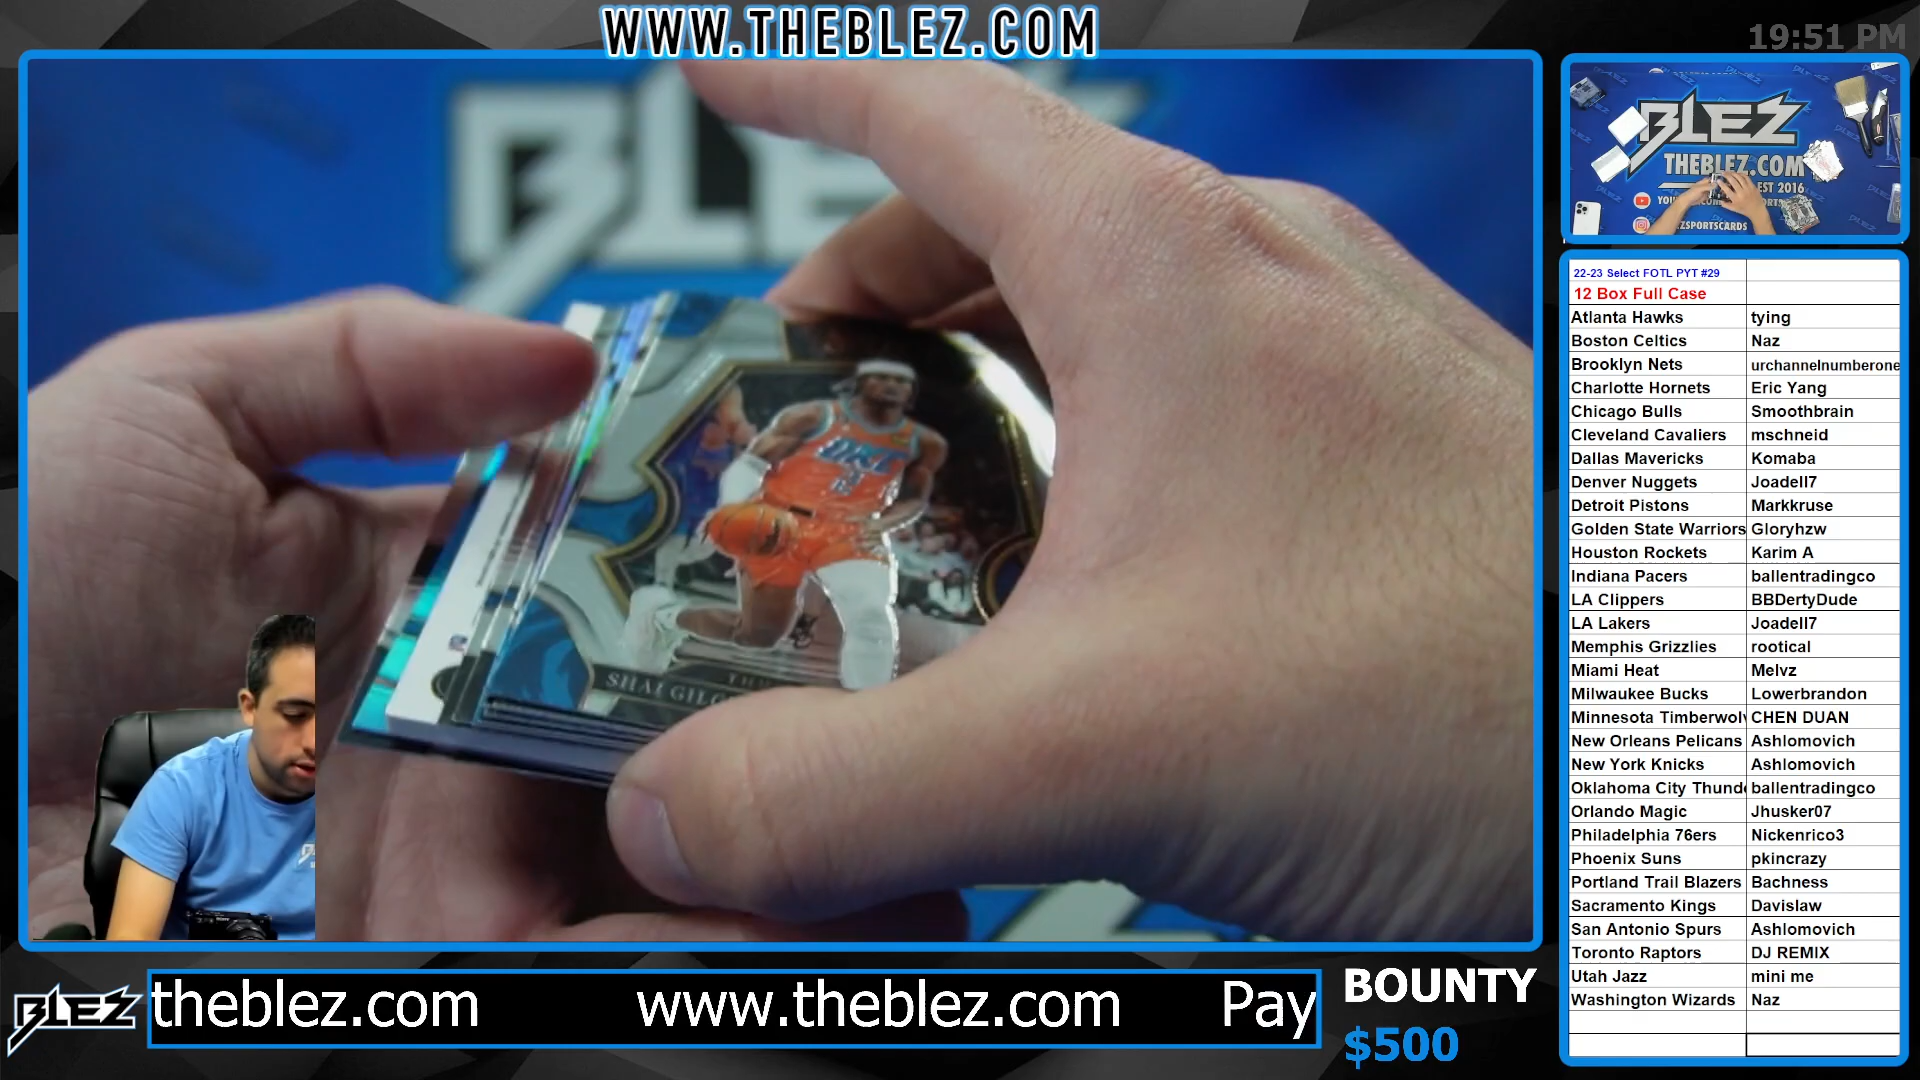 WWW.THEBLEZ.COM
19:51 PM
BLEZ
BLEZ
THEBLEZ.COM
EST 2016
ZSPORTSCARDS
OKC
SHAI GILG
22-23 Select FOTL PYT #29
12 Box Full Case
Atlanta Hawks tying
Boston Celtics Naz
Brooklyn Nets urchannelnumberone
Charlotte Hornets Eric Yang
Chicago Bulls Smoothbrain
Cleveland Cavaliers mschneid
Dallas Mavericks Komaba
Denver Nuggets Joadell7
Detroit Pistons Markkruse
Golden State Warriors Gloryhzw
Houston Rockets Karim A
Indiana Pacers ballentradingco
LA Clippers BBDertyDude
LA Lakers Joadell7
Memphis Grizzlies rootical
Miami Heat Melvz
Milwaukee Bucks Lowerbrandon
Minnesota Timberwolv CHEN DUAN
New Orleans Pelicans Ashlomovich
New York Knicks Ashlomovich
Oklahoma City Thund ballentradingco
Orlando Magic Jhusker07
Philadelphia 76ers Nickenrico3
Phoenix Suns pkincrazy
Portland Trail Blazers Bachness
Sacramento Kings Davislaw
San Antonio Spurs Ashlomovich
Toronto Raptors DJ REMIX
Utah Jazz mini me
Washington Wizards Naz
BLEZ
theblez.com www.theblez.com Pay
BOUNTY
$500